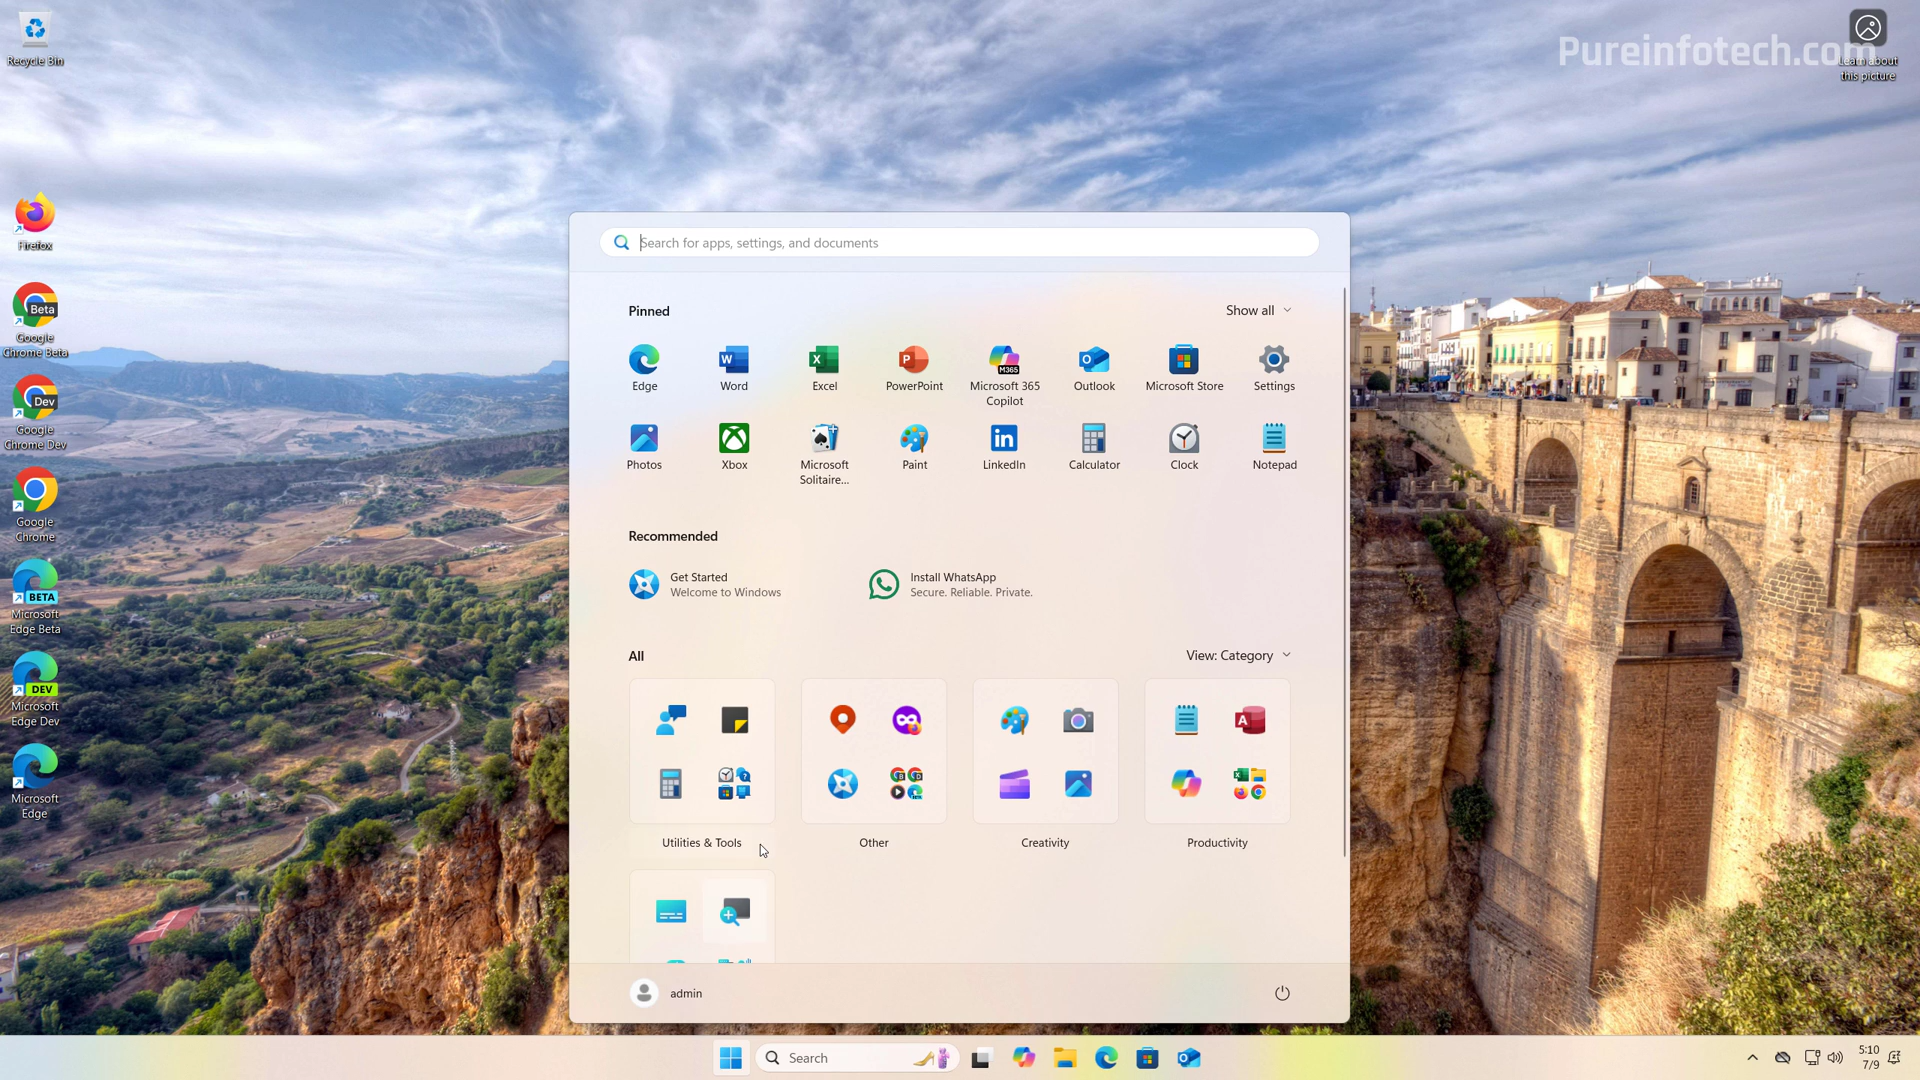 Recycle Bin
Pureinfotech.com
Learn about
this picture
Firefox
Beta
Google
Chrome Beta
Dev
Google
Chrome Dev
Google
Chrome
BETA
Microsoft
Edge Beta
DEV
Microsoft
Edge Dev
Microsoft
Edge
Search for apps, settings, and documents
Pinned
Show all
Edge
Word
Excel
PowerPoint
M365
Microsoft 365
Copilot
Outlook
Microsoft Store
Settings
Photos
Xbox
Microsoft
Solitaire...
Paint
LinkedIn
Calculator
Clock
Notepad
Recommended
Get Started
Welcome to Windows
Install WhatsApp
Secure. Reliable. Private.
All
View: Category
Utilities & Tools
Other
Creativity
Productivity
admin
Search
5:10
7/9